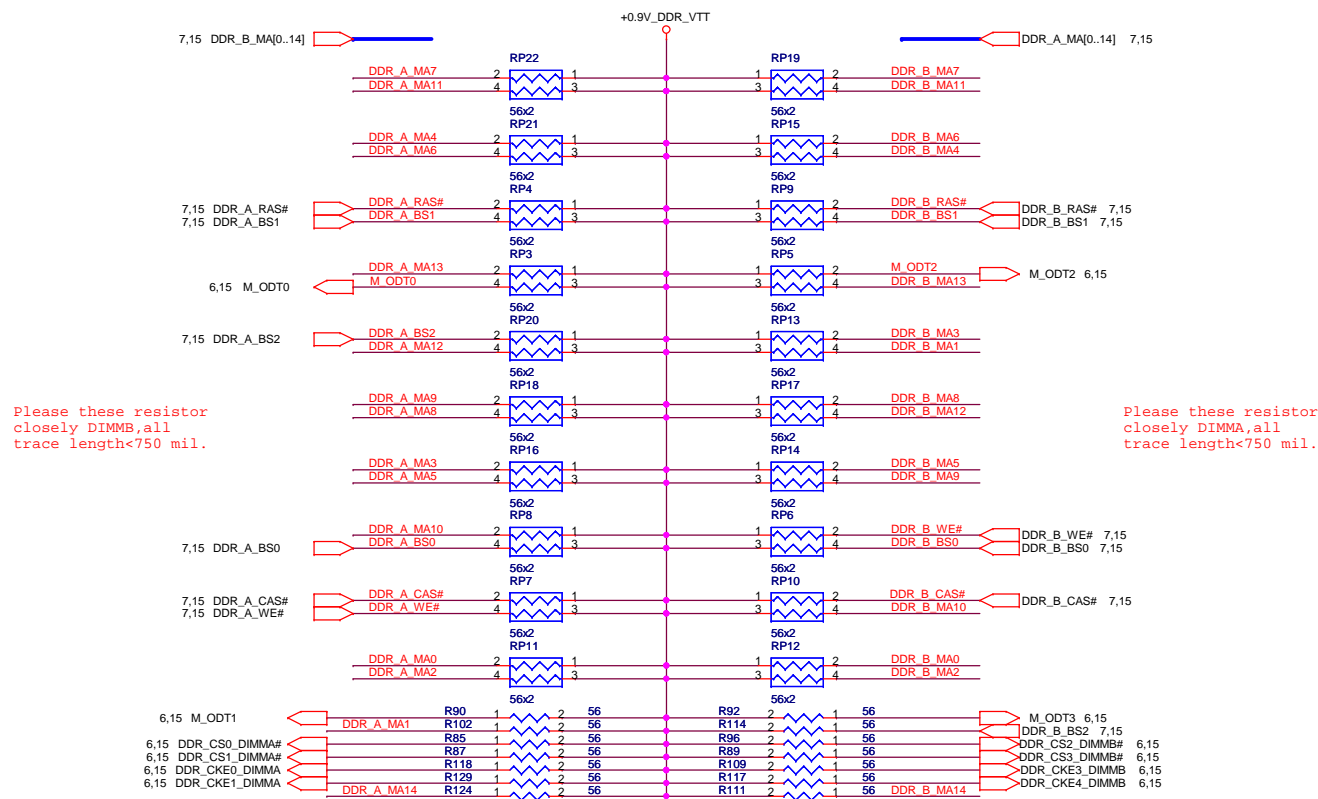 +0.9V_DDR_VTT
7,15 DDR_B_MA[0..14] DDR_A_MA[0..14] 7,15
RP22 RP19
DDR_A_MA7 2 1 1 2 DDR_B_MA7
DDR_A_MA11 4 3 3 4 DDR_B_MA11
56x2 56x2
RP21 RP15
DDR_A_MA4 2 1 1 2 DDR_B_MA6
DDR_A_MA6 4 3 3 4 DDR_B_MA4
56x2 56x2
RP4 RP9
7,15 DDR_A_RAS# DDR_A_RAS# 2 1 1 2 DDR_B_RAS# DDR_B_RAS# 7,15
7,15 DDR_A_BS1 DDR_A_BS1 4 3 3 4 DDR_B_BS1 DDR_B_BS1 7,15
56x2 56x2
RP3 RP5
DDR_A_MA13 2 1 1 2 M_ODT2 M_ODT2 6,15
6,15 M_ODT0 M_ODT0 4 3 3 4 DDR_B_MA13
56x2 56x2
RP20 RP13
7,15 DDR_A_BS2 DDR_A_BS2 2 1 1 2 DDR_B_MA3
DDR_A_MA12 4 3 3 4 DDR_B_MA1
56x2 56x2
RP18 RP17
DDR_A_MA9 2 1 1 2 DDR_B_MA8
DDR_A_MA8 4 3 3 4 DDR_B_MA12
Please these resistor
closely DIMMB,all
trace length<750 mil.
Please these resistor
closely DIMMA,all
trace length<750 mil.
56x2 56x2
RP16 RP14
DDR_A_MA3 2 1 1 2 DDR_B_MA5
DDR_A_MA5 4 3 3 4 DDR_B_MA9
56x2 56x2
RP8 RP6
DDR_A_MA10 2 1 1 2 DDR_B_WE# DDR_B_WE# 7,15
7,15 DDR_A_BS0 DDR_A_BS0 4 3 3 4 DDR_B_BS0 DDR_B_BS0 7,15
56x2 56x2
RP7 RP10
7,15 DDR_A_CAS# DDR_A_CAS# 2 1 1 2 DDR_B_CAS# DDR_B_CAS# 7,15
7,15 DDR_A_WE# DDR_A_WE# 4 3 3 4 DDR_B_MA10
56x2 56x2
RP11 RP12
DDR_A_MA0 2 1 1 2 DDR_B_MA0
DDR_A_MA2 4 3 3 4 DDR_B_MA2
56x2 56x2
6,15 M_ODT1 R90 1 2 56 R92 2 1 56 M_ODT3 6,15
DDR_A_MA1 R102 1 2 56 R114 2 1 56 DDR_B_BS2 7,15
6,15 DDR_CS0_DIMMA# R85 1 2 56 R96 2 1 56 DDR_CS2_DIMMB# 6,15
6,15 DDR_CS1_DIMMA# R87 1 2 56 R89 2 1 56 DDR_CS3_DIMMB# 6,15
6,15 DDR_CKE0_DIMMA R118 1 2 56 R109 2 1 56 DDR_CKE3_DIMMB 6,15
6,15 DDR_CKE1_DIMMA R129 1 2 56 R117 2 1 56 DDR_CKE4_DIMMB 6,15
DDR_A_MA14 R124 1 2 56 R111 2 1 56 DDR_B_MA14